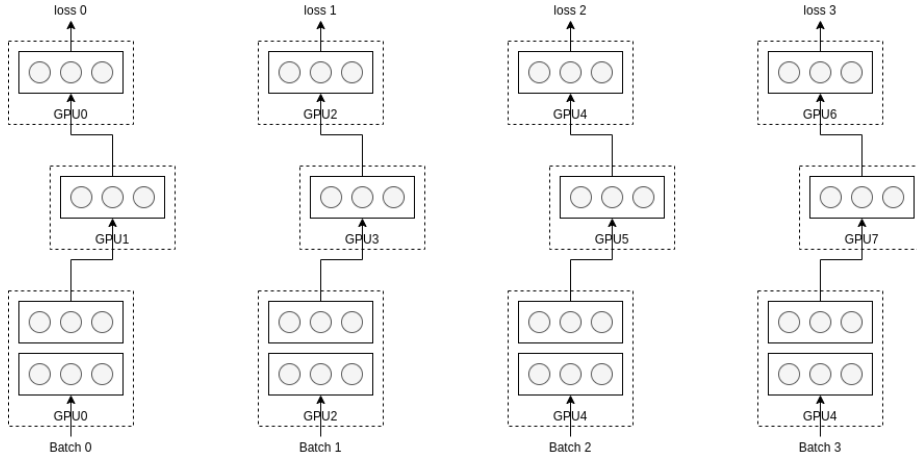 loss 0 loss 1 loss 2 loss 3
GPU0 GPU2 GPU4 GPU6
GPU1 GPU3 GPU5 GPU7
GPU0 GPU2 GPU4 GPU4
Batch 0 Batch 1 Batch 2 Batch 3